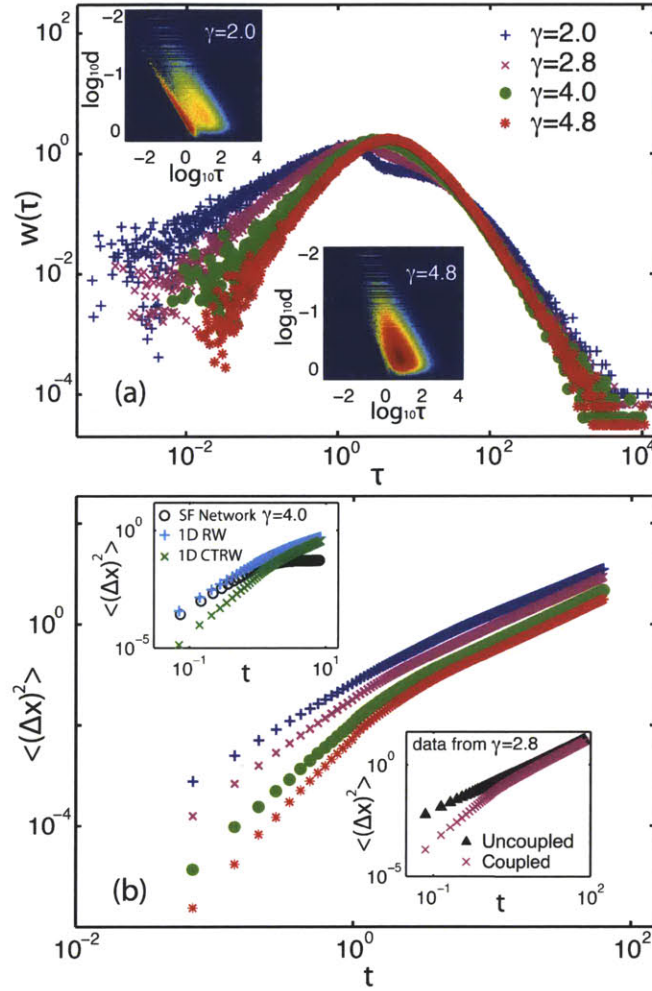 10²
10⁰
10⁻²
10⁻⁴
w(τ)
-2
-1
0
log₁₀d
γ=2.0
-2 0 2 4
log₁₀τ
+ γ=2.0
× γ=2.8
● γ=4.0
* γ=4.8
-2
-1
0
log₁₀d
γ=4.8
-2 0 2 4
log₁₀τ
(a)
10⁻² 10⁰ 10² 10⁴
τ
<(Δx)²>
10⁰
10⁻⁴
10⁰
10⁻⁵
<(Δx)²>
○ SF Network γ=4.0
+ 1D RW
× 1D CTRW
10⁻¹ 10¹
t
data from γ=2.8
10⁰
10⁻⁵
<(Δx)²>
▲ Uncoupled
× Coupled
10⁻¹ 10²
t
(b)
10⁻² 10⁰ 10²
t